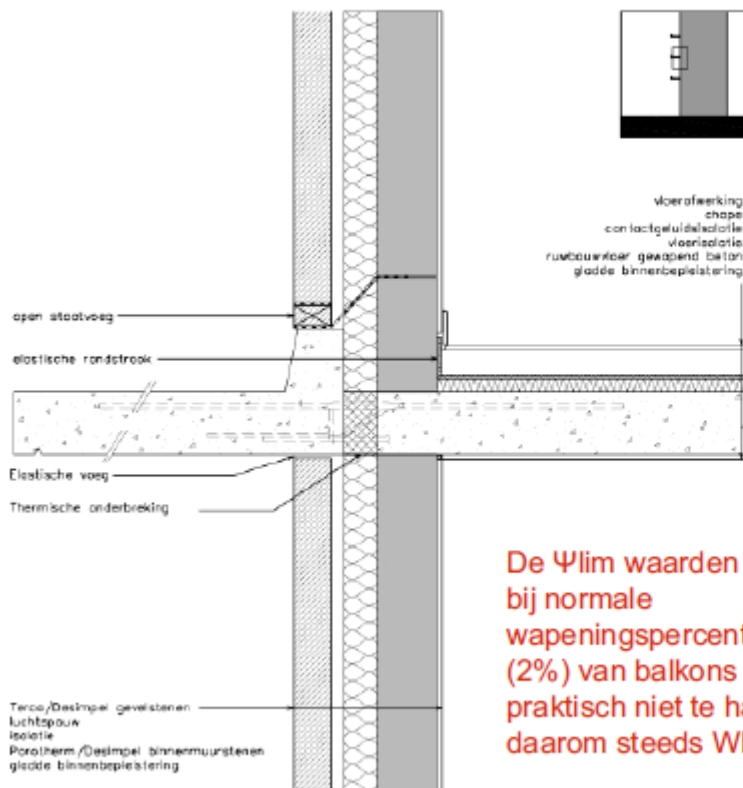 vloerafwerking
chape
contactgeluidsisolatie
vloerisolatie
ruwbouwvloer gewapend beton
gladde binnenbepleistering
open stootvoeg
elastische randstrook
Elastische voeg
Thermische onderbreking
De Ψlim waarden
bij normale
wapeningspercent
(2%) van balkons
praktisch niet te ha
daarom steeds
Terca/Desimpel gevelstenen
luchtspouw
isolatie
Porotherm/Desimpel binnenmuurstenen
gladde binnenbepleistering